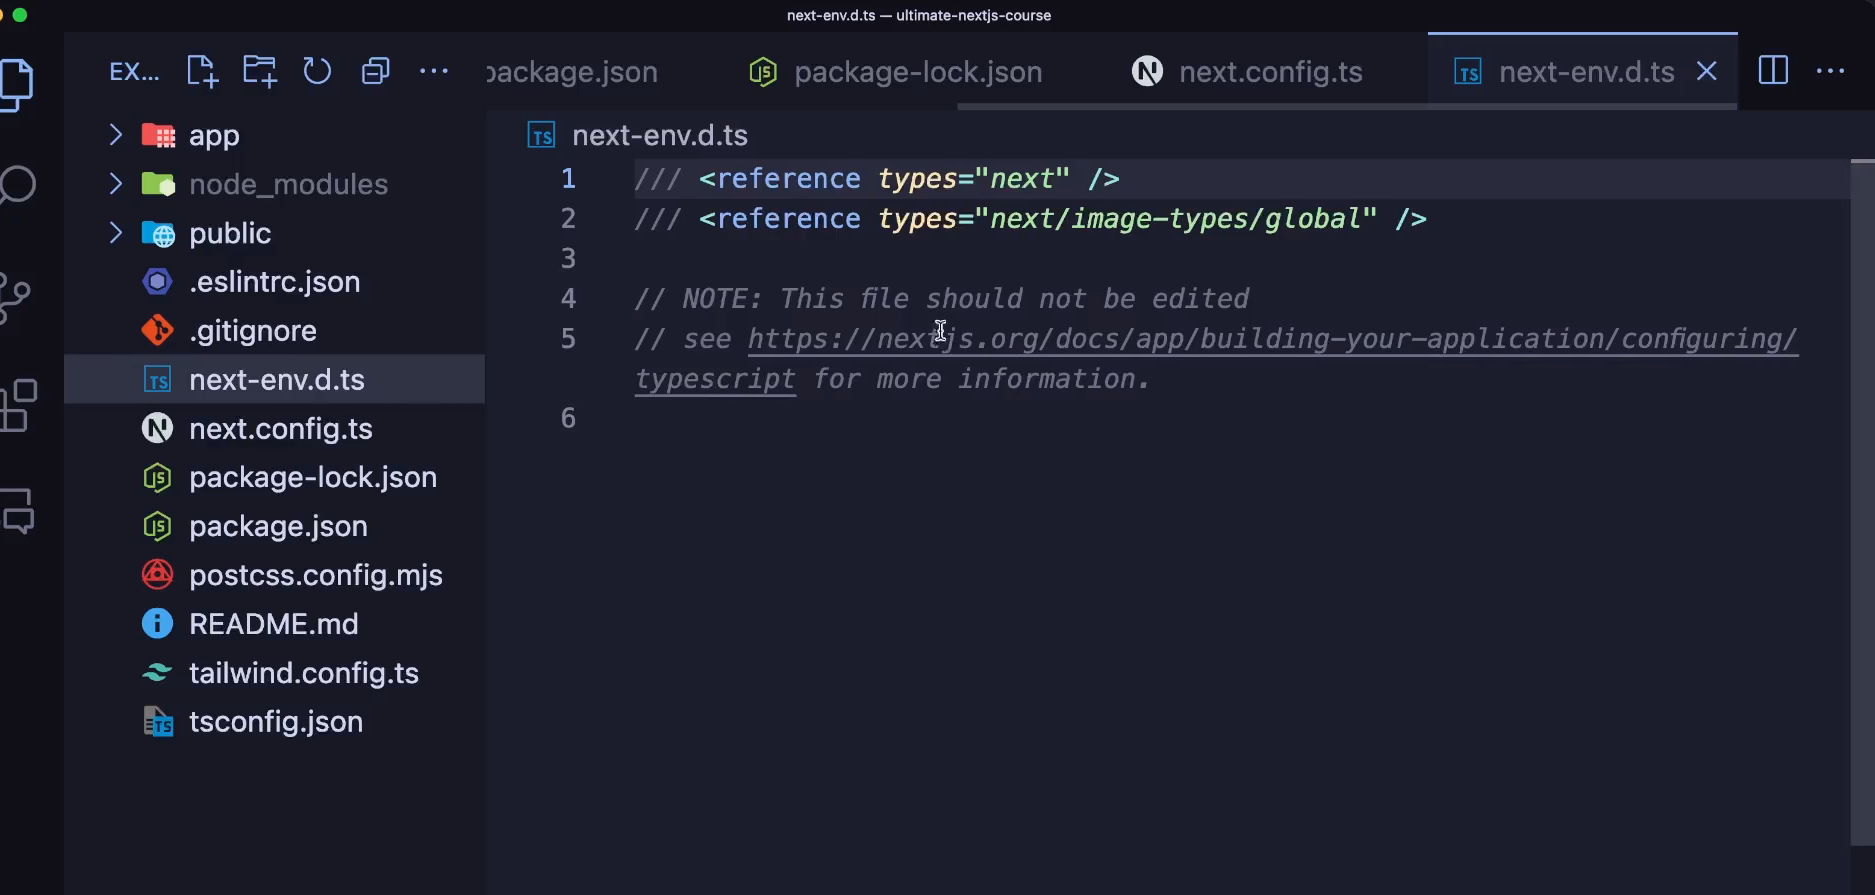 next-env.d.ts — ultimate-nextjs-course
EX...
package.json
package-lock.json
next.config.ts
TS next-env.d.ts
app
node_modules
public
.eslintrc.json
.gitignore
TS next-env.d.ts
next.config.ts
package-lock.json
package.json
postcss.config.mjs
README.md
tailwind.config.ts
tsconfig.json
TS next-env.d.ts
1 /// <reference types="next" />
2 /// <reference types="next/image-types/global" />
3
4 // NOTE: This file should not be edited
5 // see https://nextjs.org/docs/app/building-your-application/configuring/
typescript for more information.
6